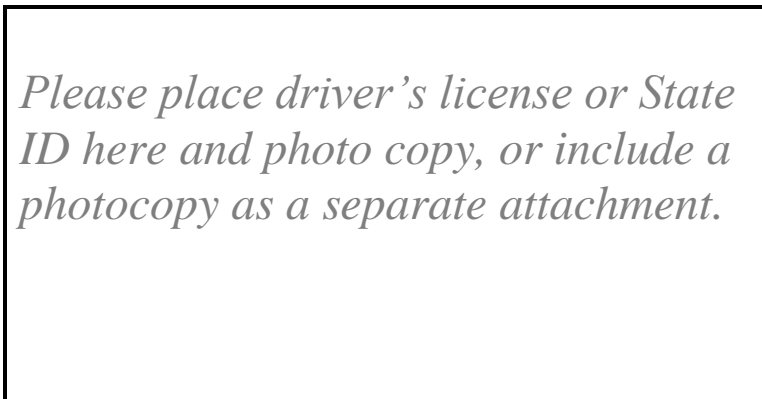 Please place driver’s license or State
ID here and photo copy, or include a
photocopy as a separate attachment.